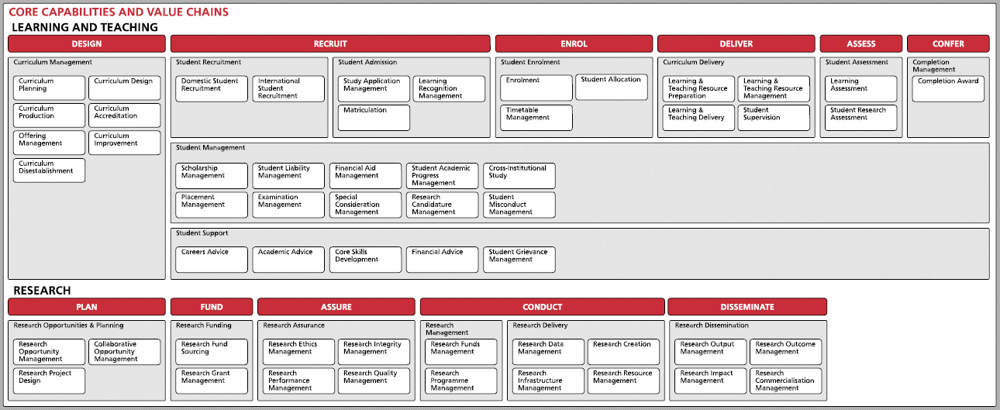 CORE CAPABILITIES AND VALUE CHAINS
LEARNING AND TEACHING
DESIGN
RECRUIT
ENROL
DELIVER
ASSESS
CONFER
Curriculum Management
Curriculum
Planning
Curriculum Design
Curriculum
Production
Curriculum
Accreditation
Offering
Management
Curriculum
Improvement
Curriculum
Disestablishment
Student Recruitment
Domestic Student
Recruitment
International
Student
Recruitment
Student Admission
Study Application
Management
Learning
Recognition
Management
Matriculation
Student Enrolment
Enrolment
Student Allocation
Timetable
Management
Curriculum Delivery
Learning &
Teaching Resource
Preparation
Learning &
Teaching Resource
Management
Learning &
Teaching Delivery
Student
Supervision
Student Assessment
Learning
Assessment
Student Research
Assessment
Completion
Management
Completion Award
Student Management
Scholarship
Management
Student Liability
Management
Financial Aid
Management
Student Academic
Progress
Management
Cross-Institutional
Study
Placement
Management
Examination
Management
Special
Consideration
Management
Research
Candidature
Management
Student
Misconduct
Management
Student Support
Careers Advice
Academic Advice
Core Skills
Development
Financial Advice
Student Grievance
Management
RESEARCH
PLAN
FUND
ASSURE
CONDUCT
DISSEMINATE
Research Opportunities & Planning
Research
Opportunity
Management
Collaborative
Opportunity
Management
Research Project
Design
Research Funding
Research Fund
Sourcing
Research Grant
Management
Research Assurance
Research Ethics
Management
Research Integrity
Management
Research
Performance
Management
Research Quality
Management
Research
Management
Research Funds
Management
Research
Programme
Management
Research Delivery
Research Data
Management
Research Creation
Research
Infrastructure
Management
Research Resource
Management
Research Dissemination
Research Output
Management
Research Outcome
Management
Research Impact
Management
Research
Commercialisation
Management